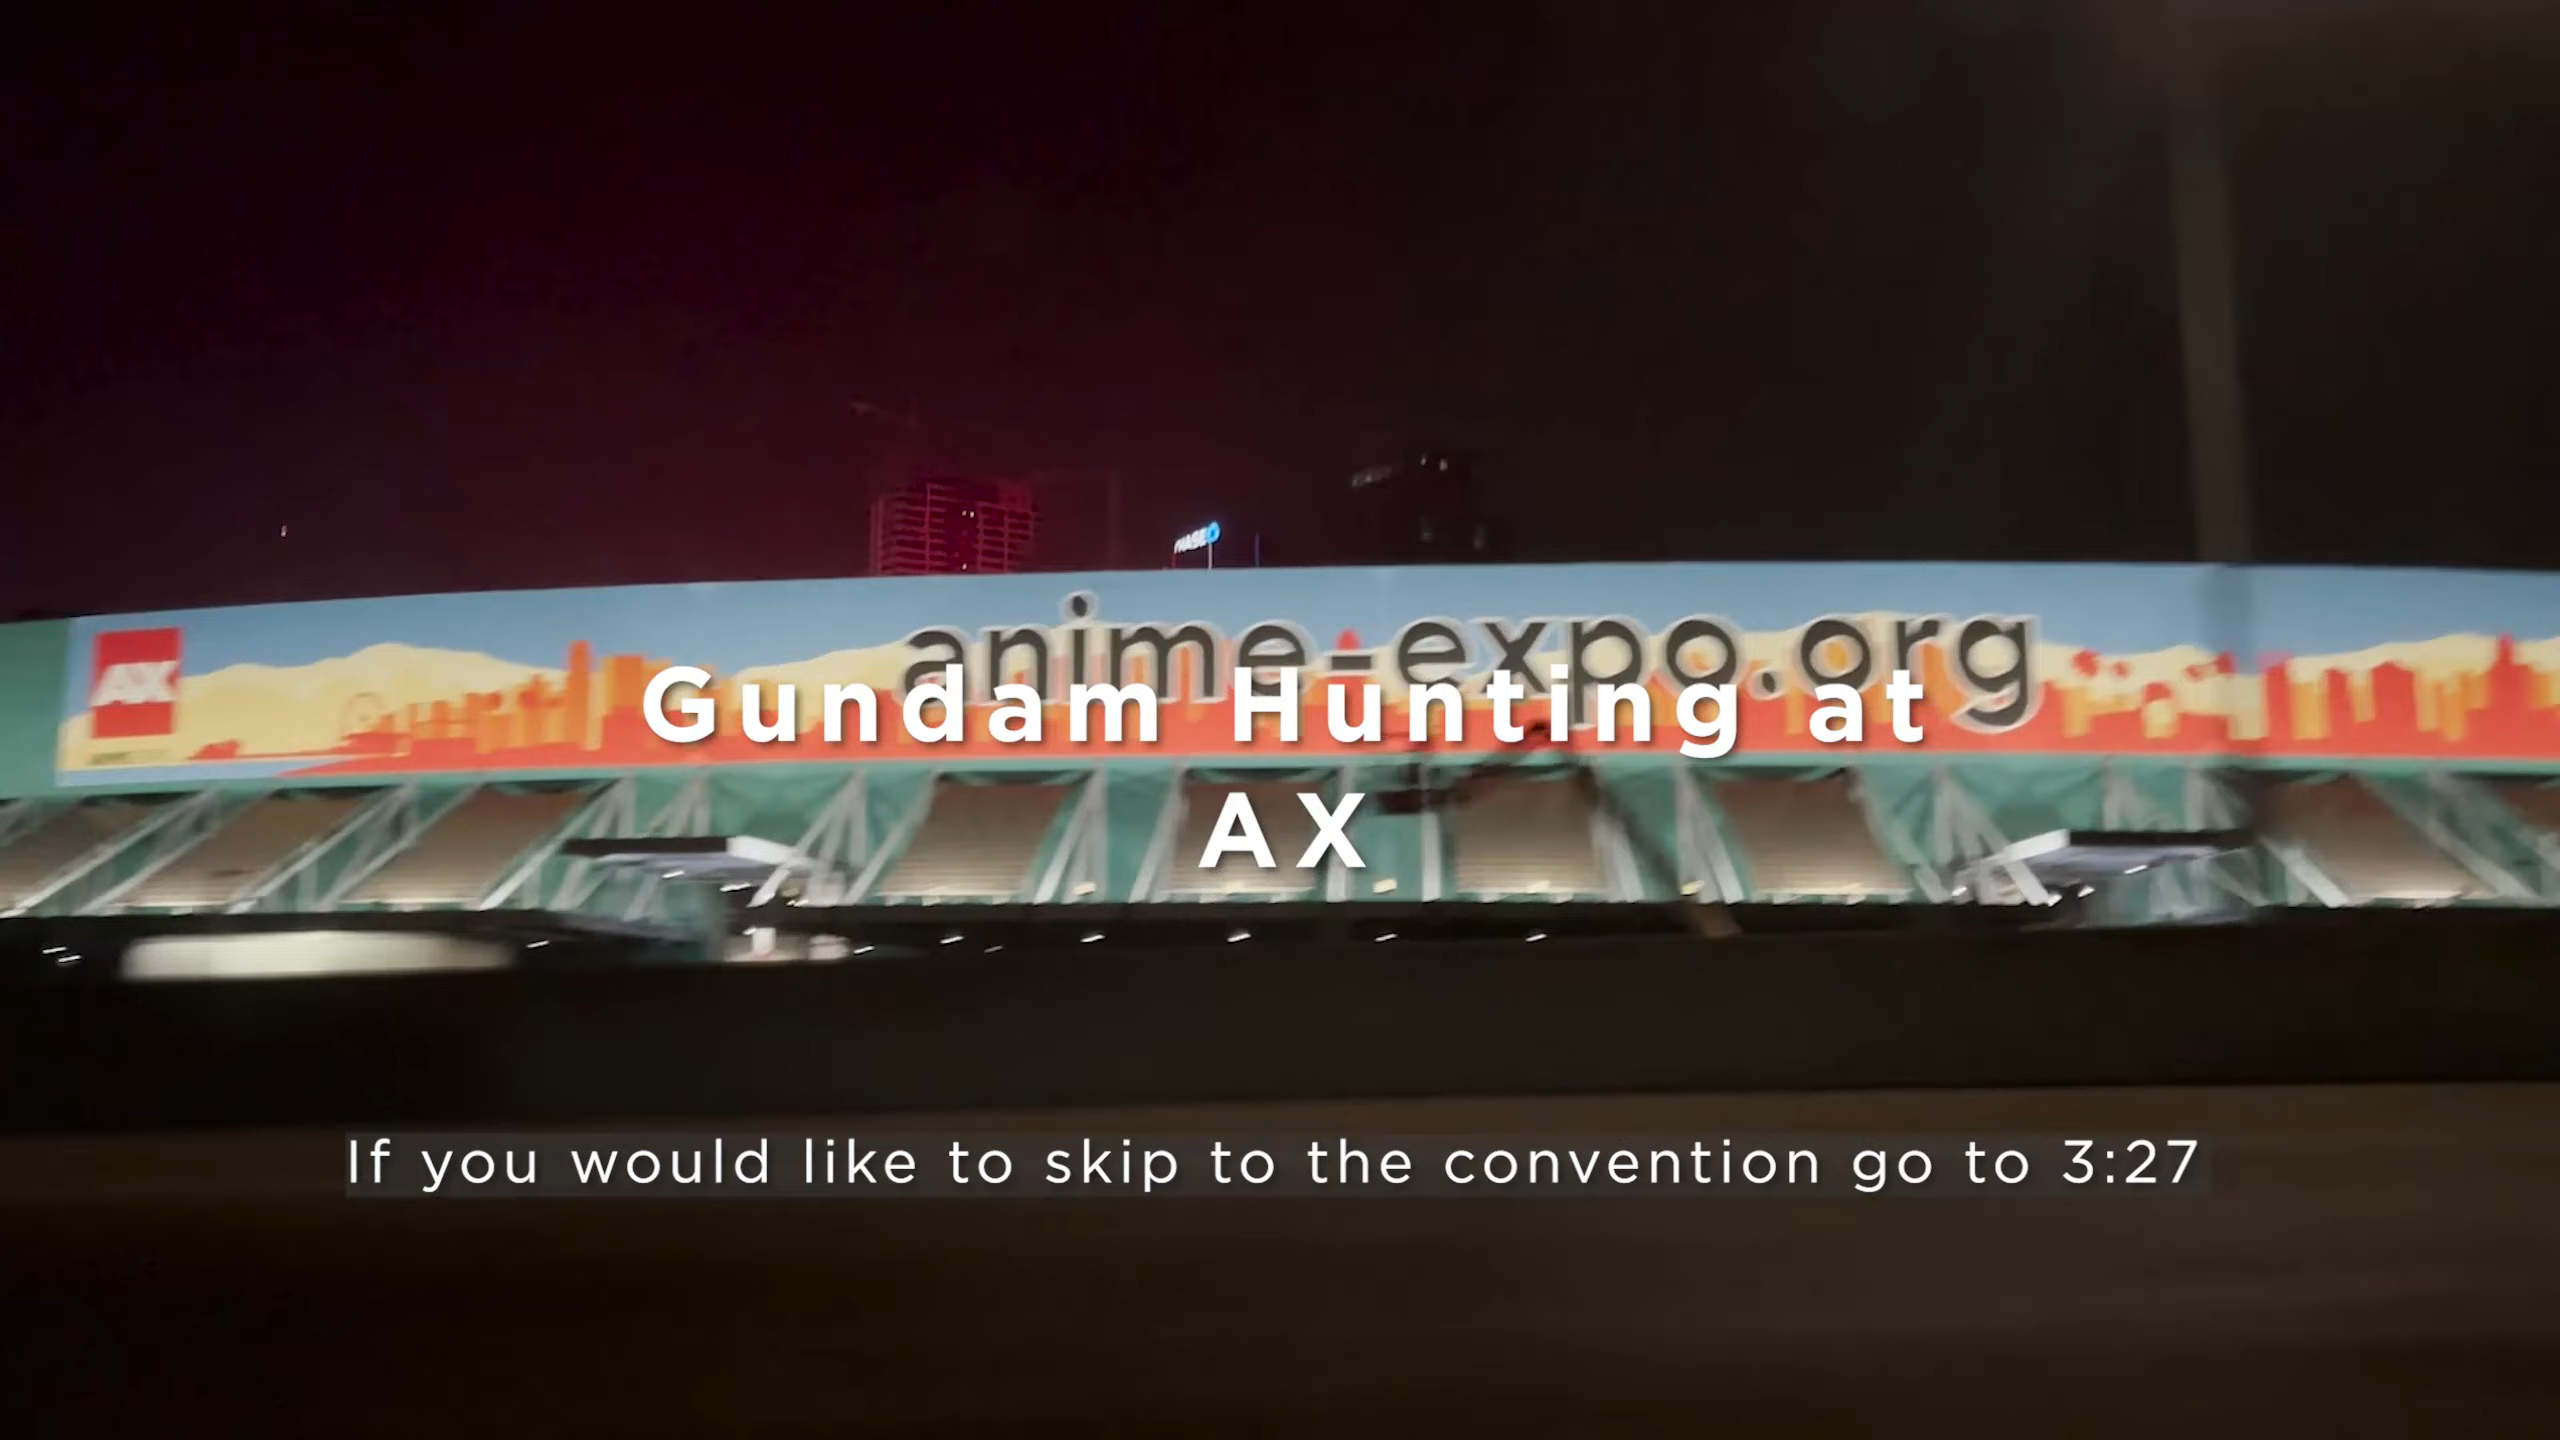 AX
anime-expo.org
Gundam Hunting at
AX
If you would like to skip to the convention go to 3:27